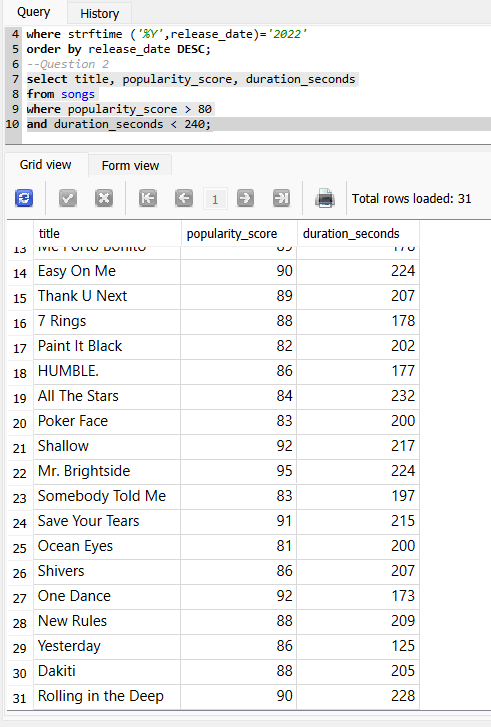 Query History
4 where strftime ('%Y',release_date)='2022'
5 order by release_date DESC;
6 --Question 2
7 select title, popularity_score, duration_seconds
8 from songs
9 where popularity_score > 80
10 and duration_seconds < 240;
Grid view Form view
1 Total rows loaded: 31
title popularity_score duration_seconds
13 Me Porto Bonito 89 178
14 Easy On Me 90 224
15 Thank U Next 89 207
16 7 Rings 88 178
17 Paint It Black 82 202
18 HUMBLE. 86 177
19 All The Stars 84 232
20 Poker Face 83 200
21 Shallow 92 217
22 Mr. Brightside 95 224
23 Somebody Told Me 83 197
24 Save Your Tears 91 215
25 Ocean Eyes 81 200
26 Shivers 86 207
27 One Dance 92 173
28 New Rules 88 209
29 Yesterday 86 125
30 Dakiti 88 205
31 Rolling in the Deep 90 228